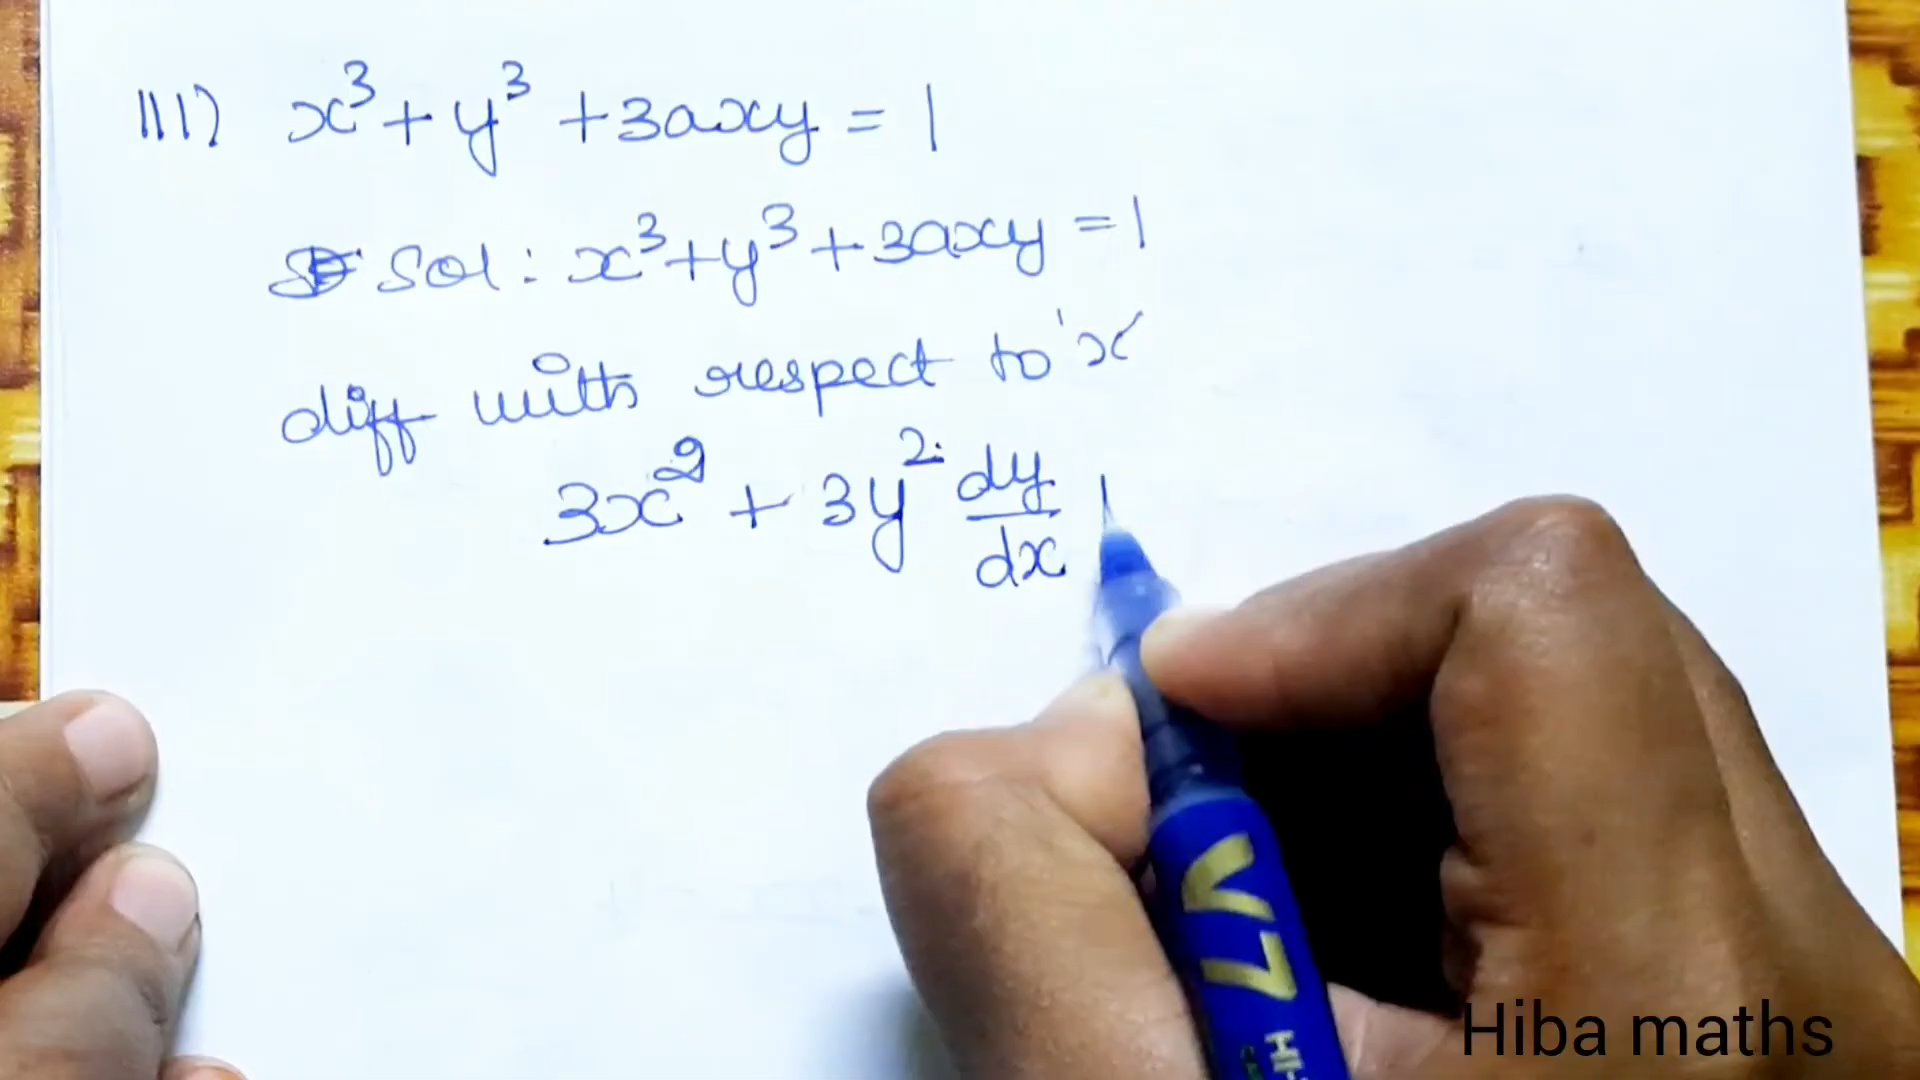 III) x³ + y³ + 3axy = 1
Sol: x³ + y³ + 3axy = 1
diff with respect to 'x'
3x² + 3y² dy/dx
V7
Hiba maths